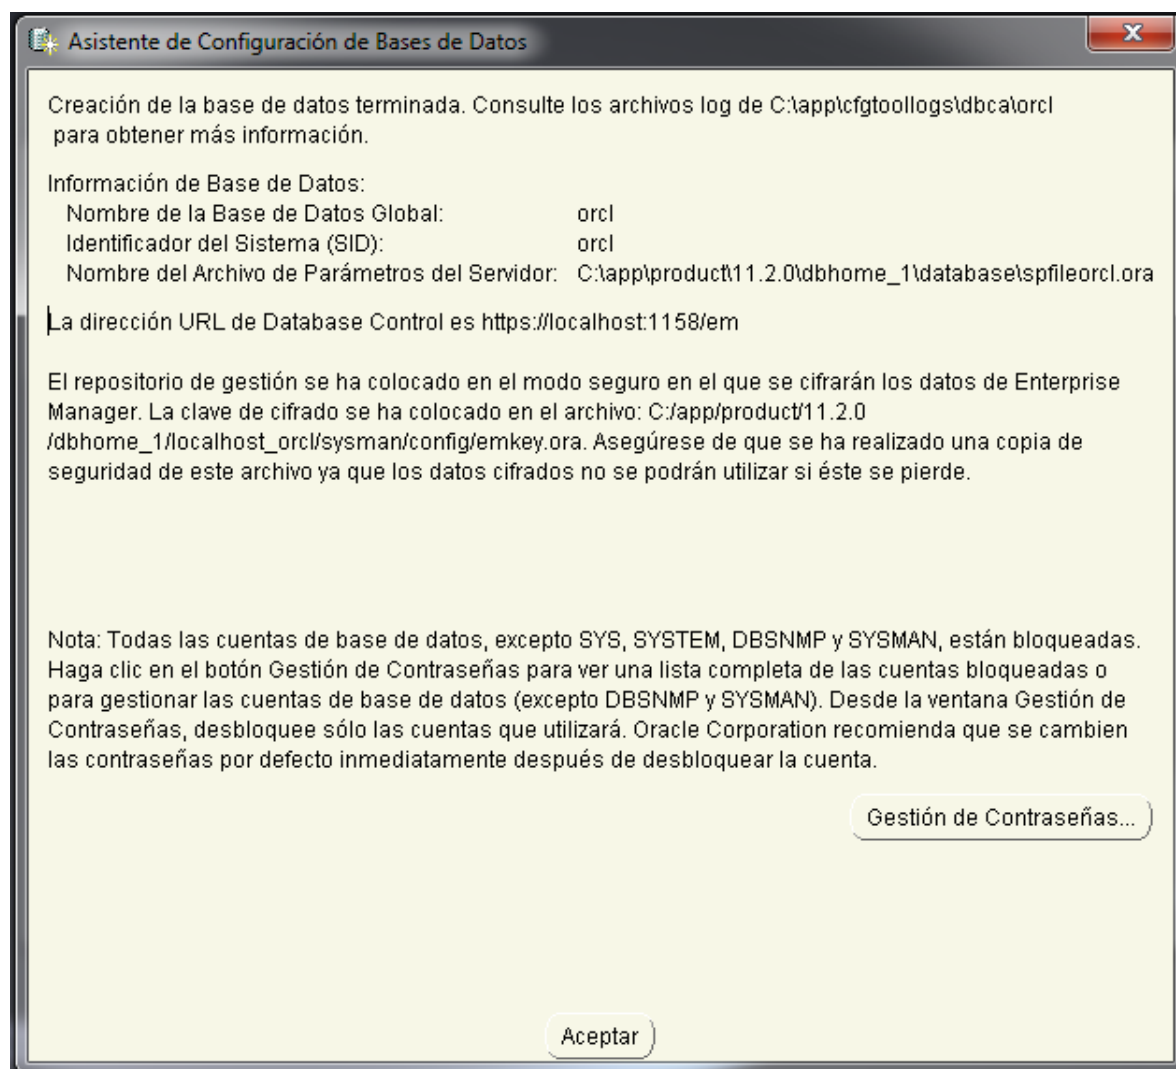 Asistente de Configuración de Bases de Datos
Creación de la base de datos terminada. Consulte los archivos log de C:\app\cfgtoollogs\dbca\orcl
para obtener más información.
Información de Base de Datos:
Nombre de la Base de Datos Global: orcl
Identificador del Sistema (SID): orcl
Nombre del Archivo de Parámetros del Servidor: C:\app\product\11.2.0\dbhome_1\database\spfileorcl.ora
La dirección URL de Database Control es https://localhost:1158/em
El repositorio de gestión se ha colocado en el modo seguro en el que se cifrarán los datos de Enterprise
Manager. La clave de cifrado se ha colocado en el archivo: C:/app/product/11.2.0
/dbhome_1/localhost_orcl/sysman/config/emkey.ora. Asegúrese de que se ha realizado una copia de
seguridad de este archivo ya que los datos cifrados no se podrán utilizar si éste se pierde.
Nota: Todas las cuentas de base de datos, excepto SYS, SYSTEM, DBSNMP y SYSMAN, están bloqueadas.
Haga clic en el botón Gestión de Contraseñas para ver una lista completa de las cuentas bloqueadas o
para gestionar las cuentas de base de datos (excepto DBSNMP y SYSMAN). Desde la ventana Gestión de
Contraseñas, desbloquee sólo las cuentas que utilizará. Oracle Corporation recomienda que se cambien
las contraseñas por defecto inmediatamente después de desbloquear la cuenta.
Gestión de Contraseñas...
Aceptar